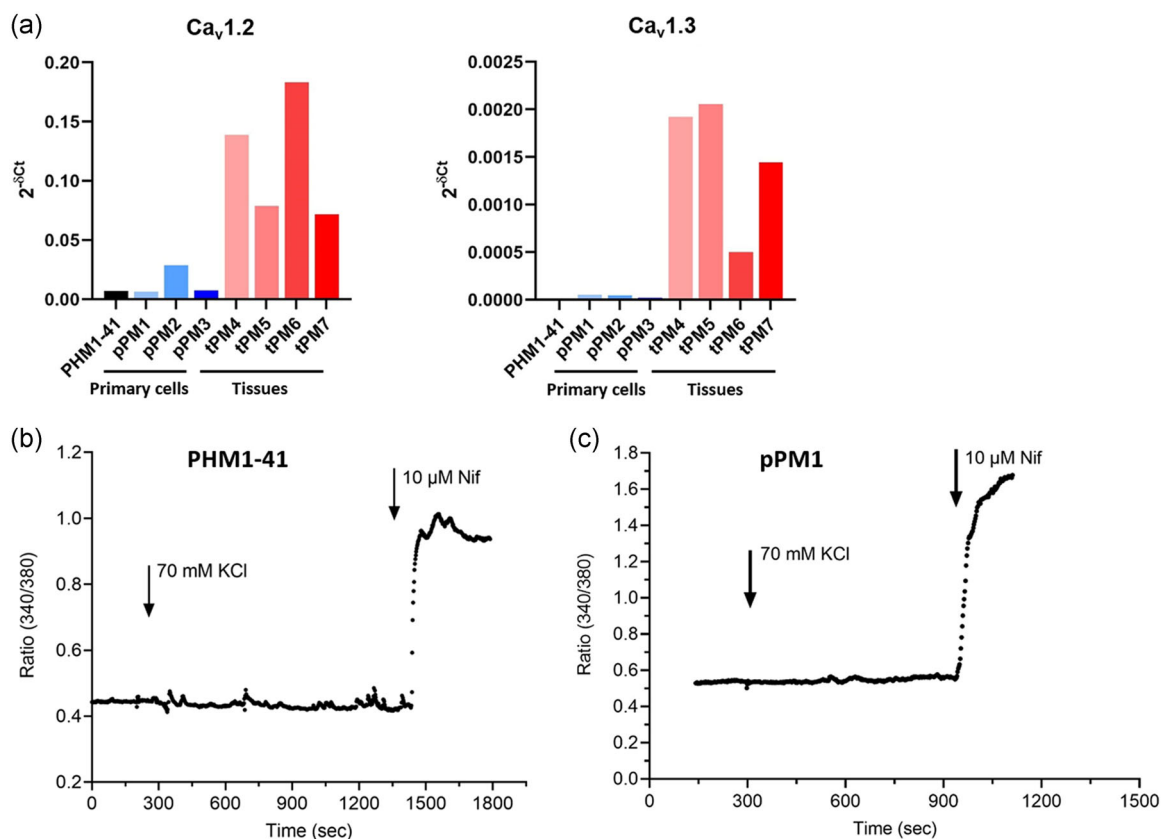 (a)
Cav1.2
2-δCt
0.20
0.15
0.10
0.05
0.00
PHM1-41
pPM1
pPM2
pPM3
tPM4
tPM5
tPM6
tPM7
Primary cells
Tissues
Cav1.3
2-δCt
0.0025
0.0020
0.0015
0.0010
0.0005
0.0000
PHM1-41
pPM1
pPM2
pPM3
tPM4
tPM5
tPM6
tPM7
Primary cells
Tissues
(b)
PHM1-41
Ratio (340/380)
1.2
1.0
0.8
0.6
0.4
0.2
70 mM KCl
10 µM Nif
0
300
600
900
1200
1500
1800
Time (sec)
(c)
pPM1
Ratio (340/380)
1.8
1.6
1.4
1.2
1.0
0.8
0.6
0.4
0.2
0.0
70 mM KCl
10 µM Nif
0
300
600
900
1200
1500
Time (sec)